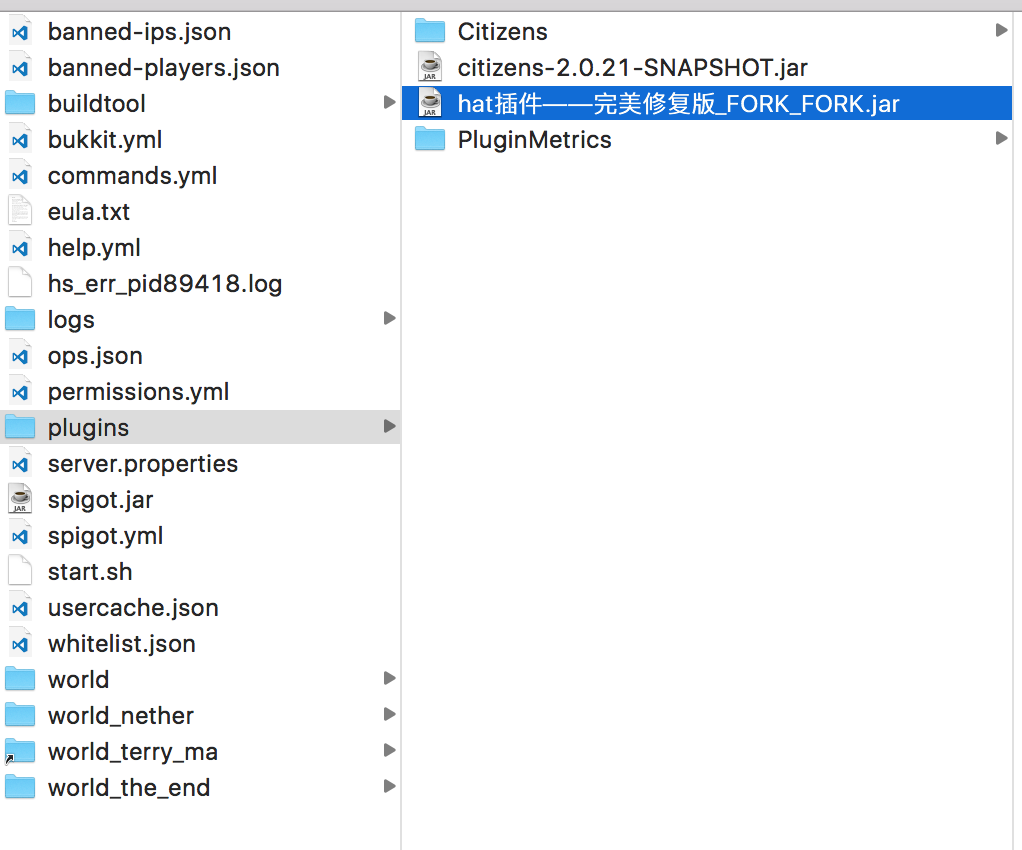 banned-ips.json
banned-players.json
buildtool
bukkit.yml
commands.yml
eula.txt
help.yml
hs_err_pid89418.log
logs
ops.json
permissions.yml
plugins
server.properties
JAR
spigot.jar
spigot.yml
start.sh
usercache.json
whitelist.json
world
world_nether
world_terry_ma
world_the_end
Citizens
JAR
citizens-2.0.21-SNAPSHOT.jar
JAR
hat插件——完美修复版_FORK_FORK.jar
PluginMetrics